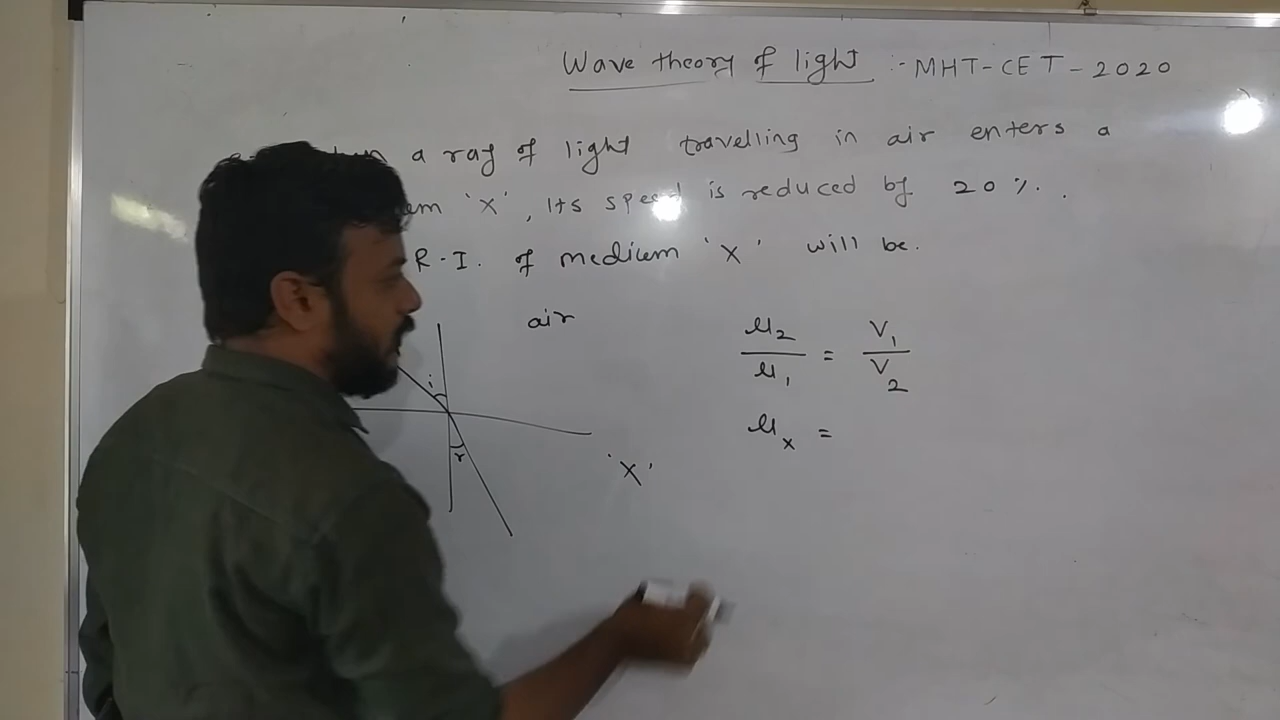 Wave theory of light :- MHT-CET-2020
a ray of light travelling in air enters a
'X', Its speed is reduced by 20%.
R.I. of medium 'X' will be.
air
μ₂/μ₁ = V₁/V₂
i
μₓ =
r
'X'